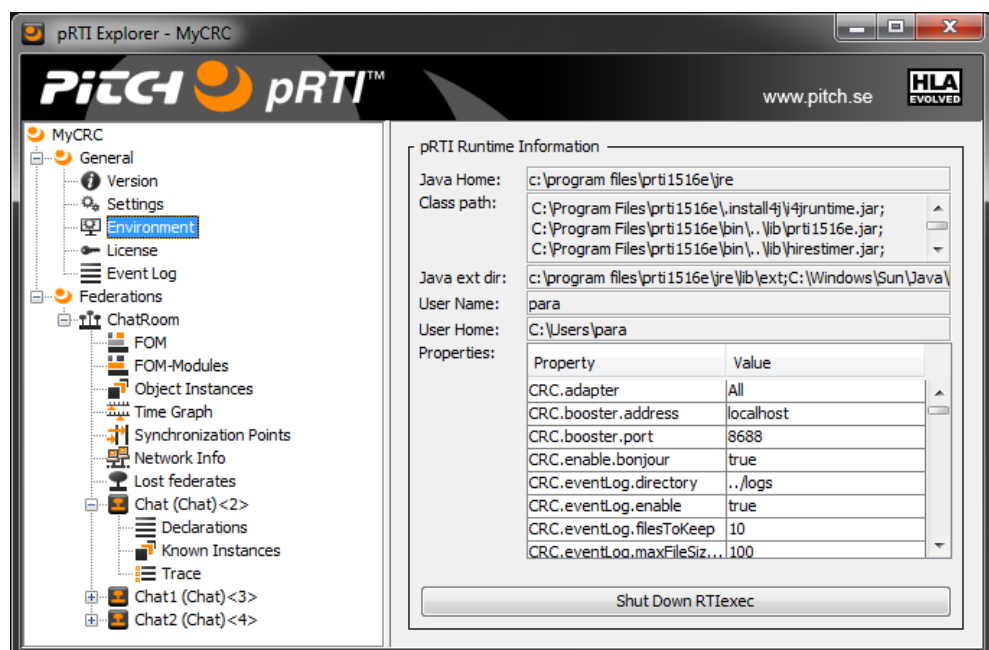 pRTI Explorer - MyCRC
PiTCH pRTI™
www.pitch.se
HLA
EVOLVED
MyCRC
General
Version
Settings
Environment
License
Event Log
Federations
ChatRoom
FOM
FOM-Modules
Object Instances
Time Graph
Synchronization Points
Network Info
Lost federates
Chat (Chat)<2>
Declarations
Known Instances
Trace
Chat1 (Chat)<3>
Chat2 (Chat)<4>
pRTI Runtime Information
Java Home: c:\program files\prti1516e\jre
Class path: C:\Program Files\prti1516e\.install4j\i4jruntime.jar;
C:\Program Files\prti1516e\bin\..\lib\prti1516e.jar;
C:\Program Files\prti1516e\bin\..\lib\hirestimer.jar;
Java ext dir: c:\program files\prti1516e\jre\lib\ext;C:\Windows\Sun\Java\
User Name: para
User Home: C:\Users\para
Properties:
Property Value
CRC.adapter All
CRC.booster.address localhost
CRC.booster.port 8688
CRC.enable.bonjour true
CRC.eventLog.directory ../logs
CRC.eventLog.enable true
CRC.eventLog.filesToKeep 10
CRC.eventLog.maxFileSiz... 100
Shut Down RTIexec